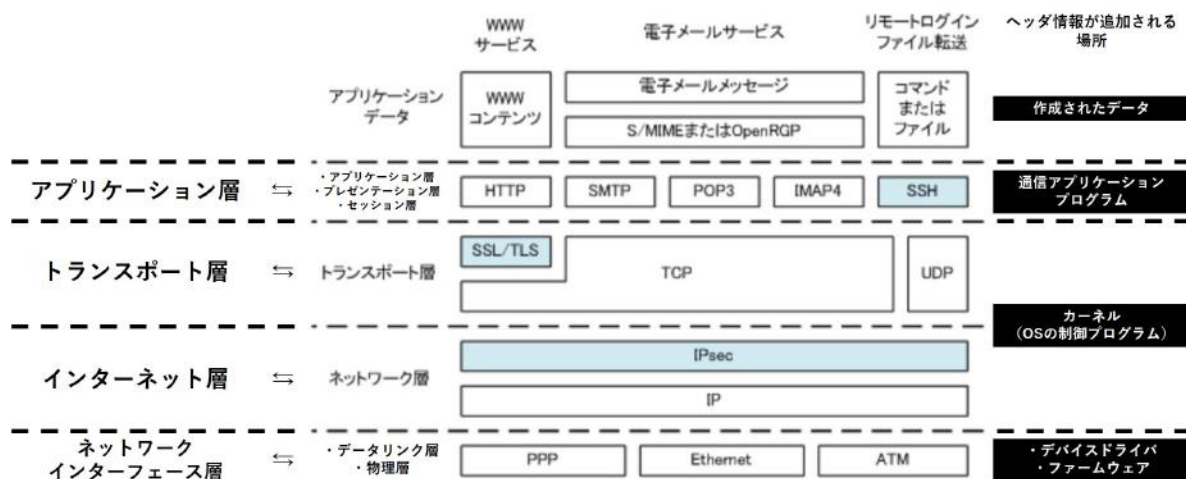 WWW
サービス
電子メールサービス
リモートログイン
ファイル転送
ヘッダ情報が追加される
場所
アプリケーション
データ
WWW
コンテンツ
電子メールメッセージ
S/MIMEまたはOpenRGP
コマンド
または
ファイル
作成されたデータ
アプリケーション層
⇆
・アプリケーション層
・プレゼンテーション層
・セッション層
HTTP
SMTP
POP3
IMAP4
SSH
通信アプリケーション
プログラム
トランスポート層
⇆
トランスポート層
SSL/TLS
TCP
UDP
カーネル
(OSの制御プログラム)
インターネット層
⇆
ネットワーク層
IPsec
IP
ネットワーク
インターフェース層
⇆
・データリンク層
・物理層
PPP
Ethernet
ATM
・デバイスドライバ
・ファームウェア